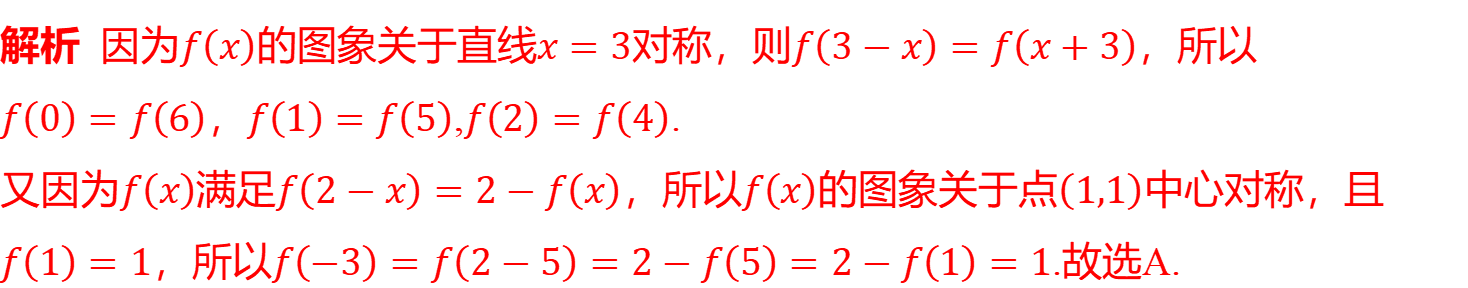 解析 因为f(x)的图象关于直线x = 3对称，则f(3 − x) = f(x + 3)，所以
f(0) = f(6)，f(1) = f(5),f(2) = f(4).
又因为f(x)满足f(2 − x) = 2 − f(x)，所以f(x)的图象关于点(1,1)中心对称，且
f(1) = 1，所以f(−3) = f(2 − 5) = 2 − f(5) = 2 − f(1) = 1.故选A.